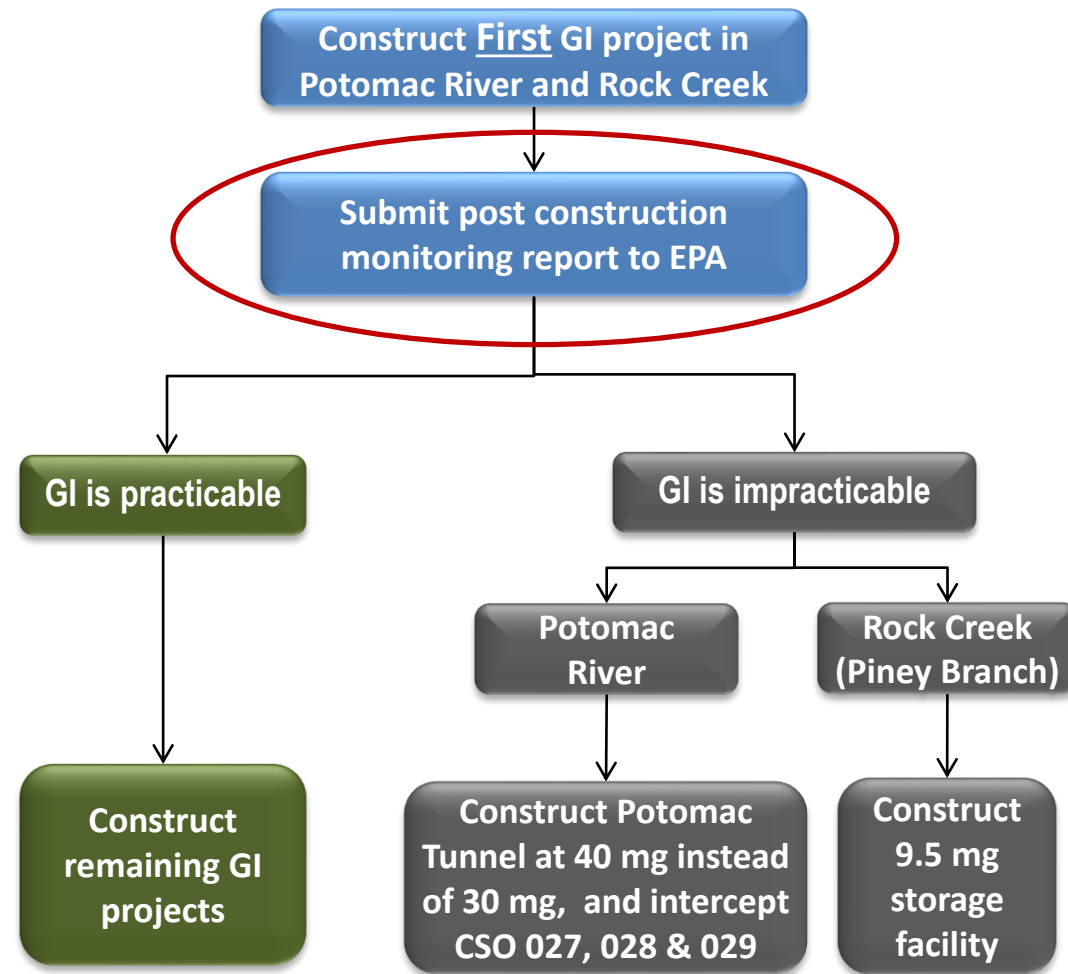 Construct First GI project in
Potomac River and Rock Creek
Submit post construction
monitoring report to EPA
GI is practicable
GI is impracticable
Potomac
River
Rock Creek
(Piney Branch)
Construct
remaining GI
projects
Construct Potomac
Tunnel at 40 mg instead
of 30 mg, and intercept
CSO 027, 028 & 029
Construct
9.5 mg
storage
facility